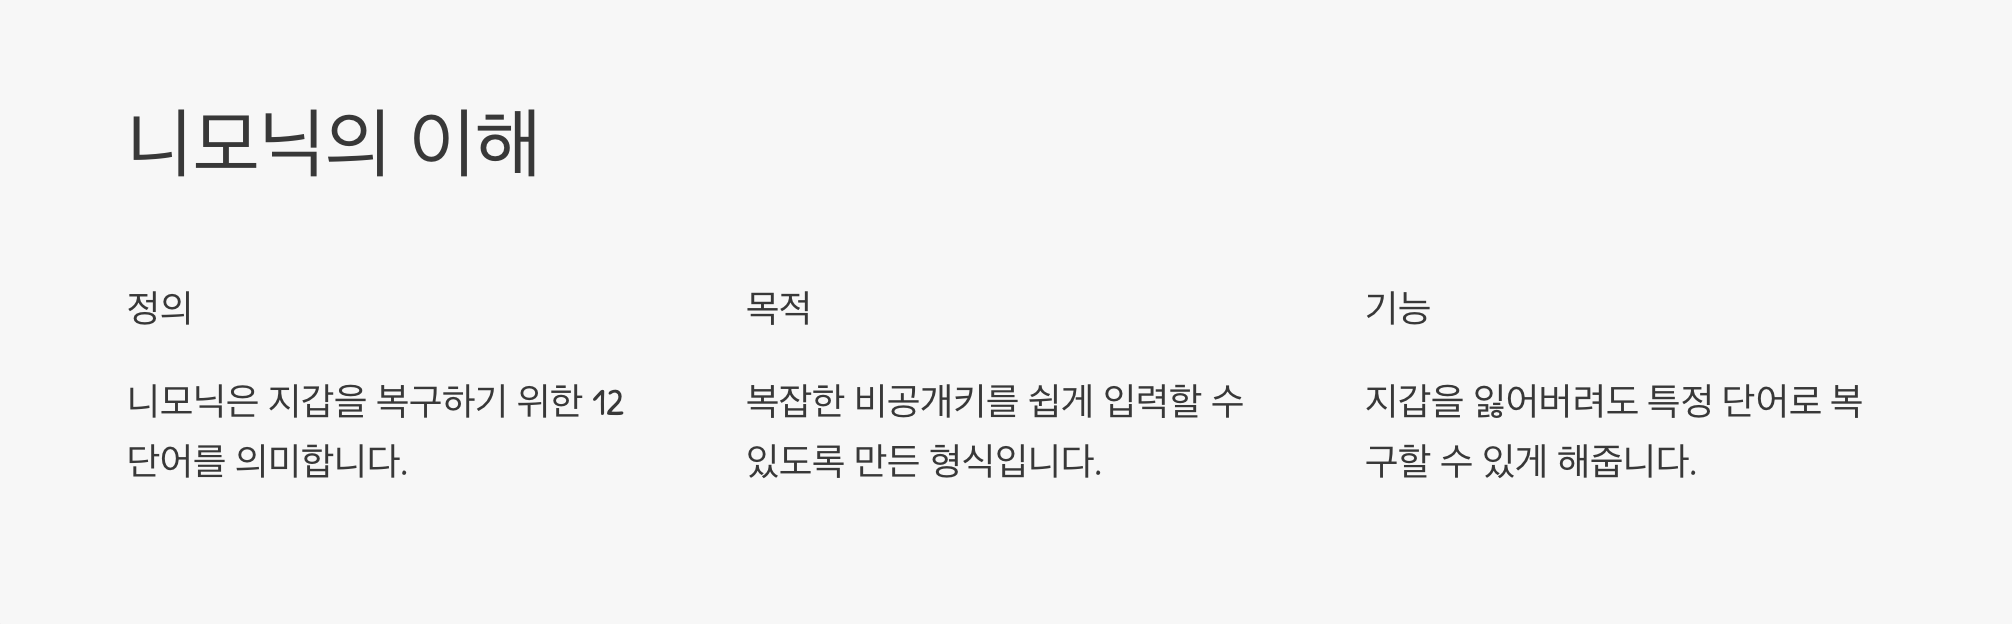 니모닉의 이해
정의
니모닉은 지갑을 복구하기 위한 12
단어를 의미합니다.
목적
복잡한 비공개키를 쉽게 입력할 수
있도록 만든 형식입니다.
기능
지갑을 잃어버려도 특정 단어로 복
구할 수 있게 해줍니다.